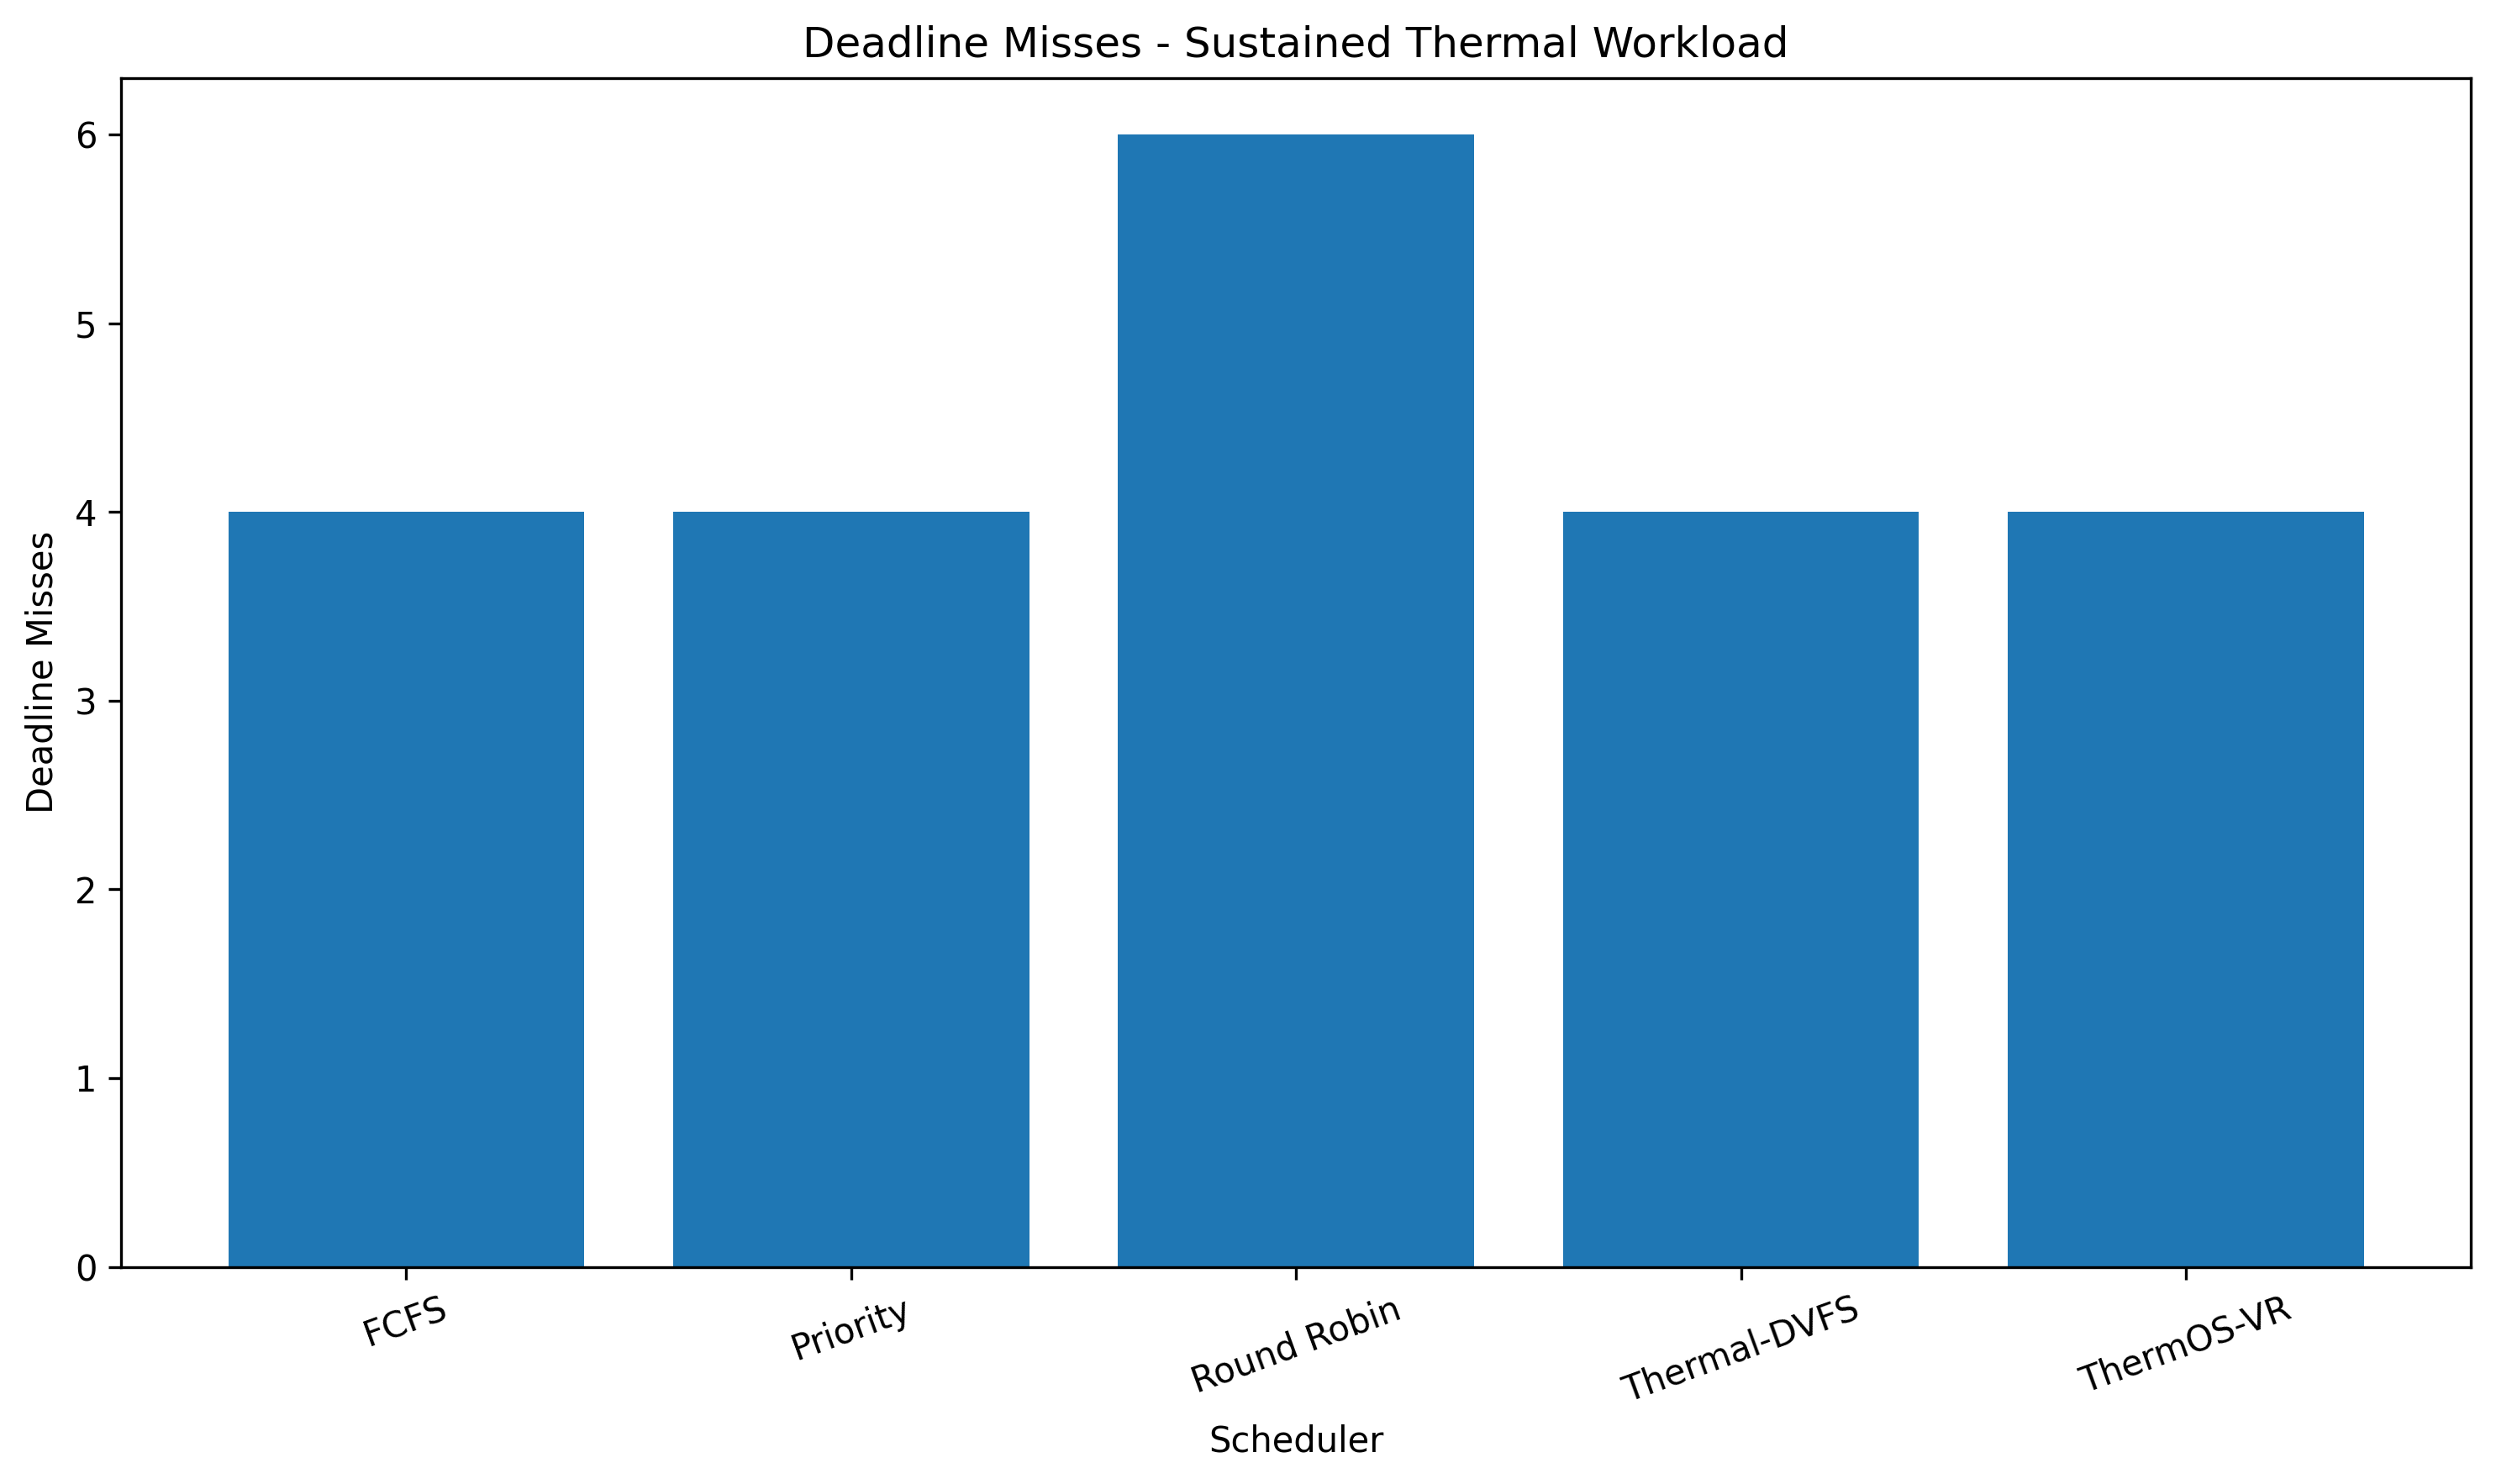 Deadline Misses - Sustained Thermal Workload
Deadline Misses
6
5
4
3
2
1
0
FCFS
Priority
Round Robin
Thermal-DVFS
ThermOS-VR
Scheduler